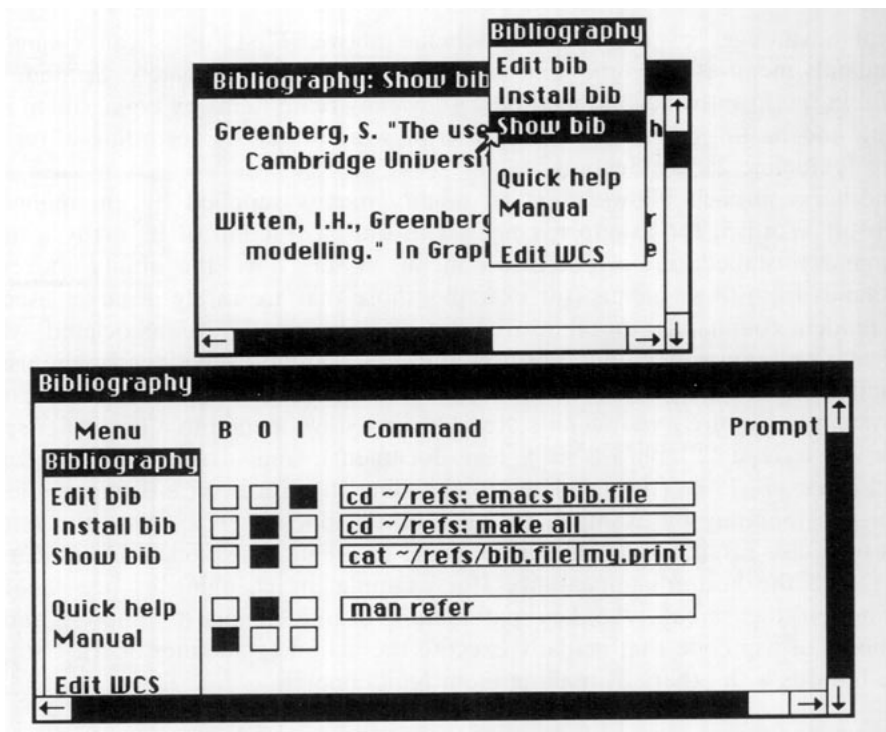 Bibliography
Edit bib
Install bib
Show bib
Quick help
Manual
Edit WCS
Bibliography: Show bib
Greenberg, S. "The use h
Cambridge Universit
Witten, I.H., Greenberg r
modelling." In Graph e
Bibliography
Menu B O I Command Prompt
Bibliography
Edit bib cd ~/refs: emacs bib.file
Install bib cd ~/refs: make all
Show bib cat ~/refs/bib.file|my.print
Quick help man refer
Manual
Edit WCS